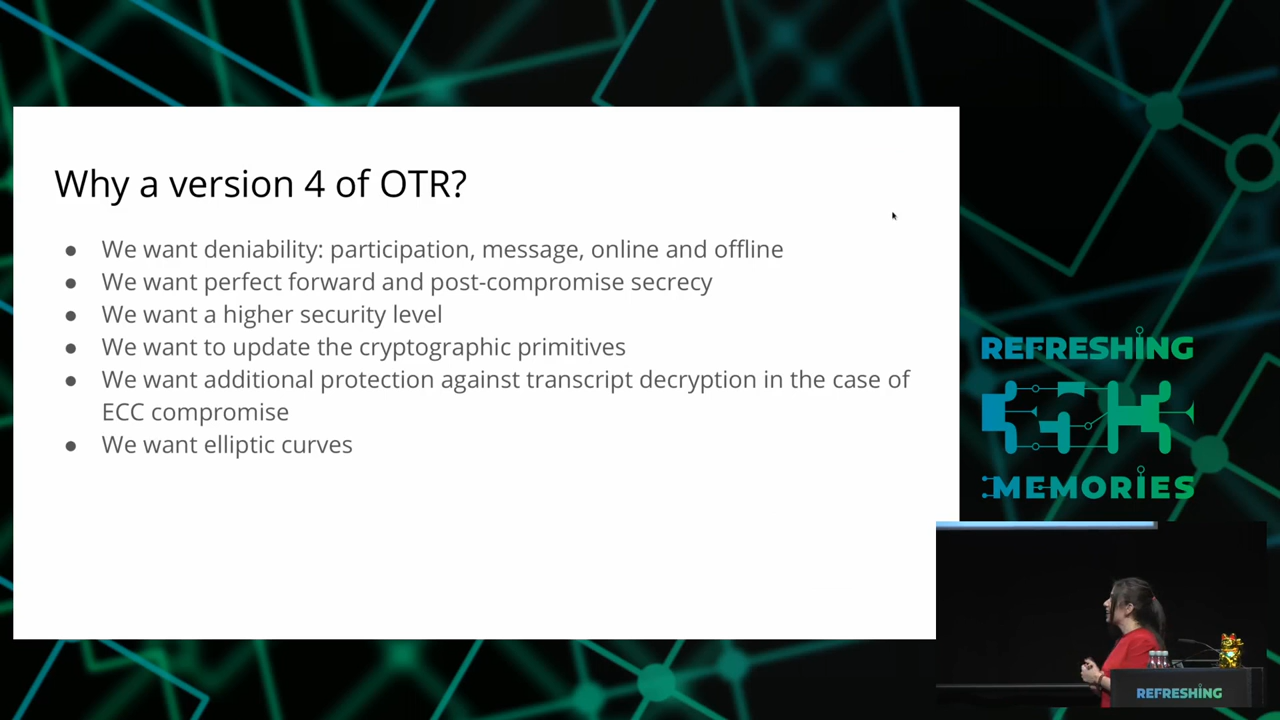 Why a version 4 of OTR?
● We want deniability: participation, message, online and offline
● We want perfect forward and post-compromise secrecy
● We want a higher security level
● We want to update the cryptographic primitives
● We want additional protection against transcript decryption in the case of
ECC compromise
● We want elliptic curves
REFRESHING
MEMORIES
REFRESHING